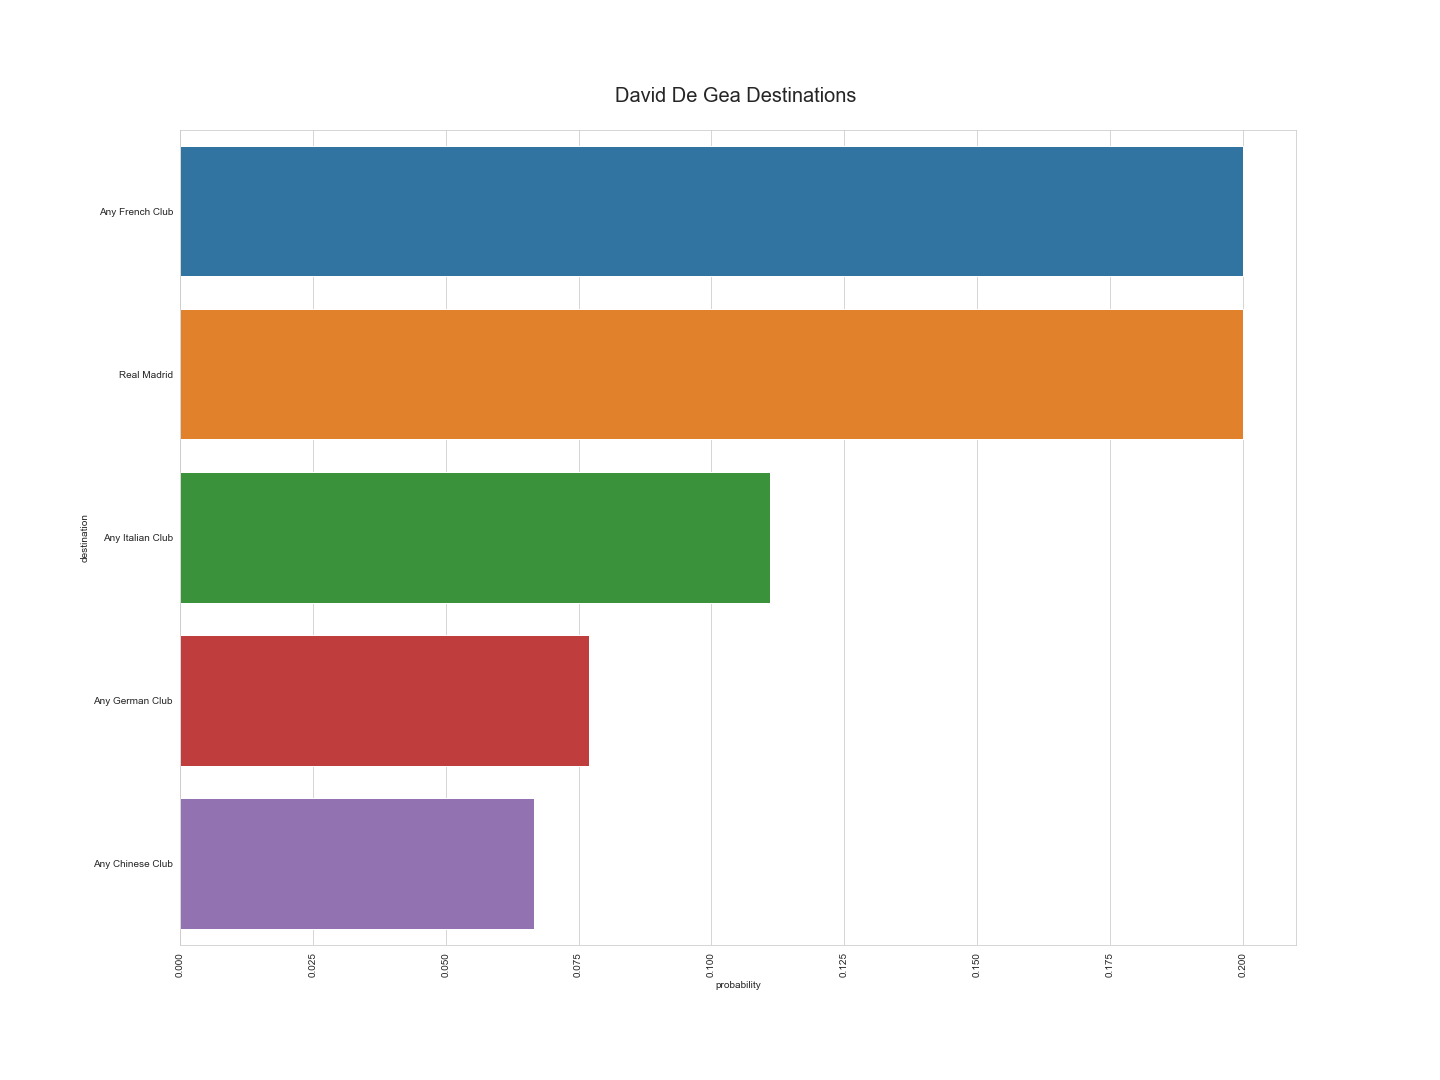 David De Gea Destinations
destination
Any French Club
Real Madrid
Any Italian Club
Any German Club
Any Chinese Club
0.000
0.025
0.050
0.075
0.100
0.125
0.150
0.175
0.200
probability